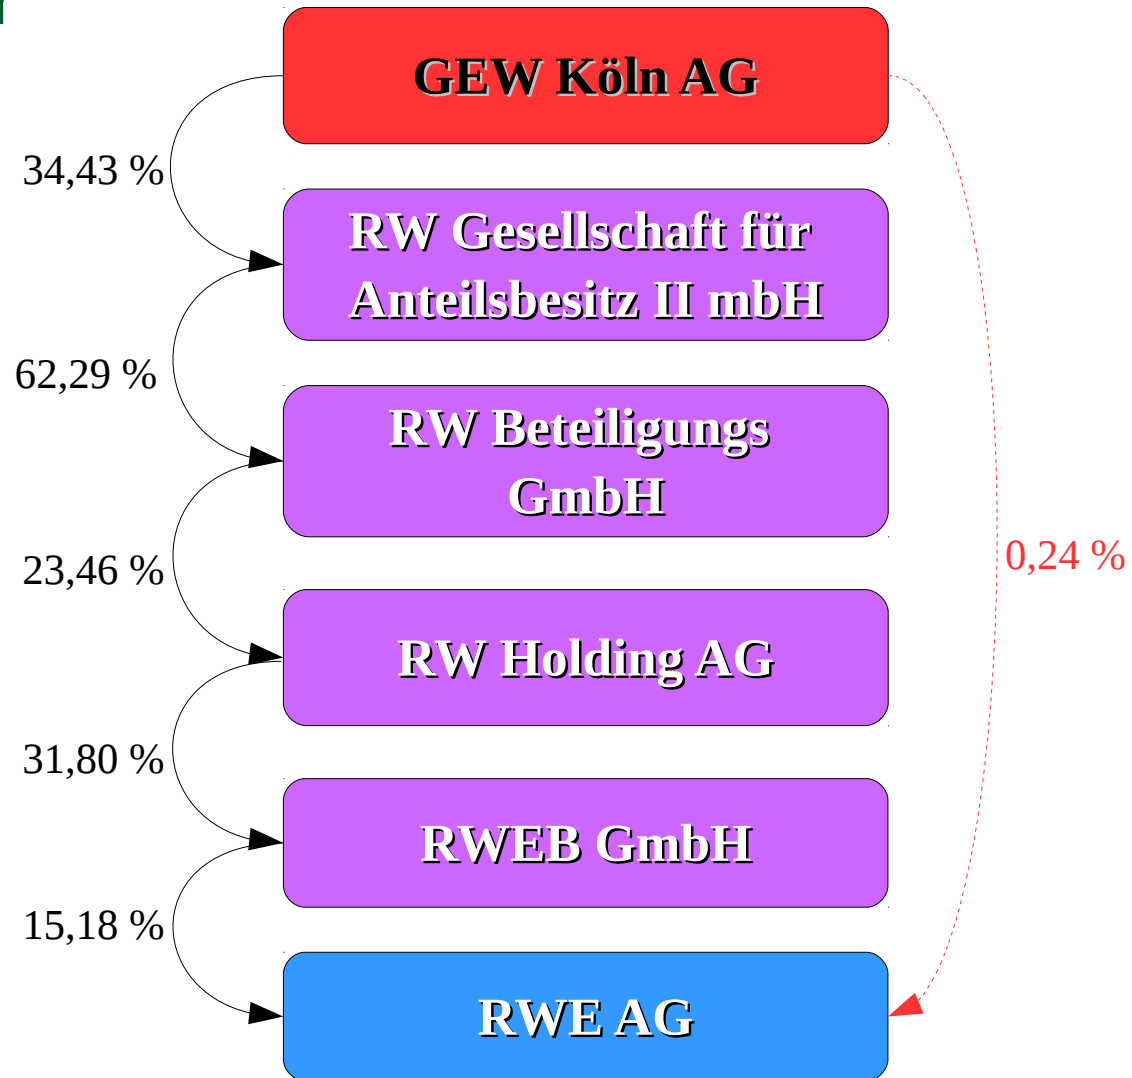 GEW Köln AG
34,43 %
RW Gesellschaft für
Anteilsbesitz II mbH
62,29 %
RW Beteiligungs
GmbH
23,46 %
0,24 %
RW Holding AG
31,80 %
RWEB GmbH
15,18 %
RWE AG